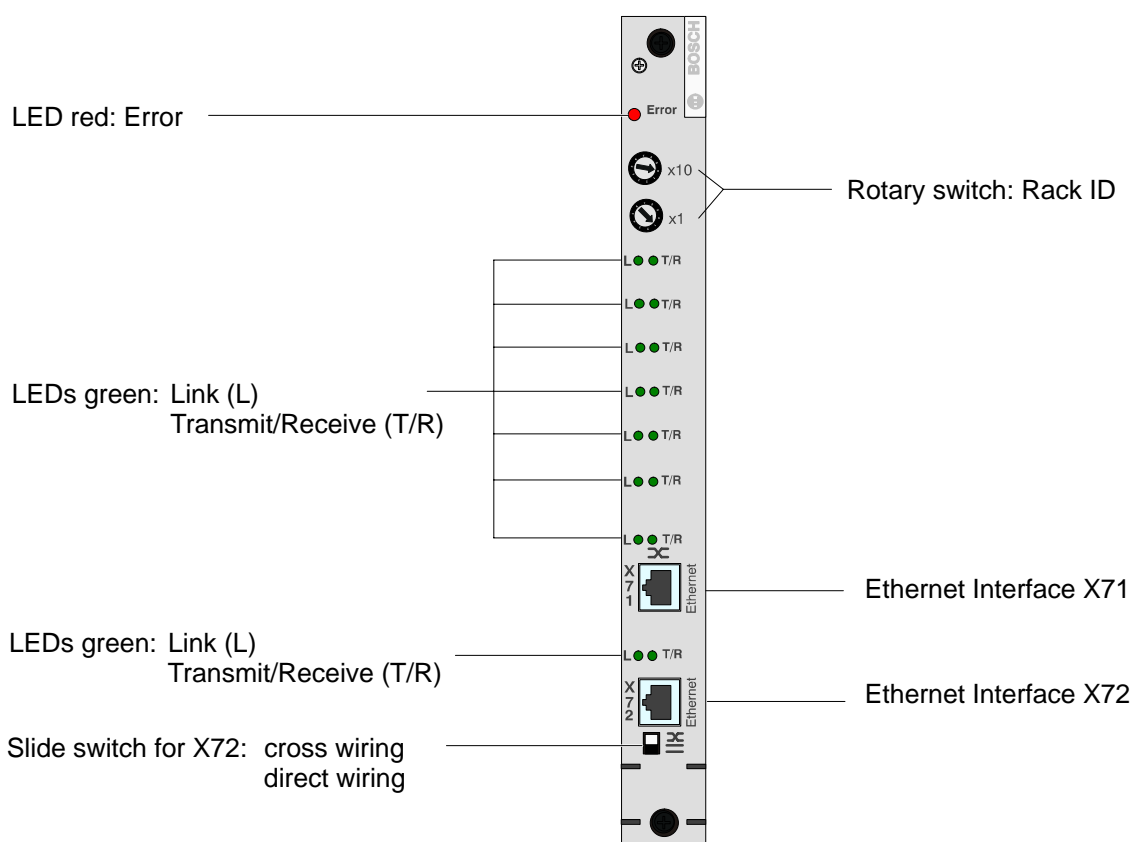 BOSCH
LED red: Error
Error
x10
Rotary switch: Rack ID
x1
L T/R
L T/R
L T/R
LEDs green: Link (L)
Transmit/Receive (T/R)
L T/R
L T/R
L T/R
L T/R
X71
Ethernet
Ethernet Interface X71
LEDs green: Link (L)
Transmit/Receive (T/R)
L T/R
X72
Ethernet
Ethernet Interface X72
Slide switch for X72: cross wiring
direct wiring